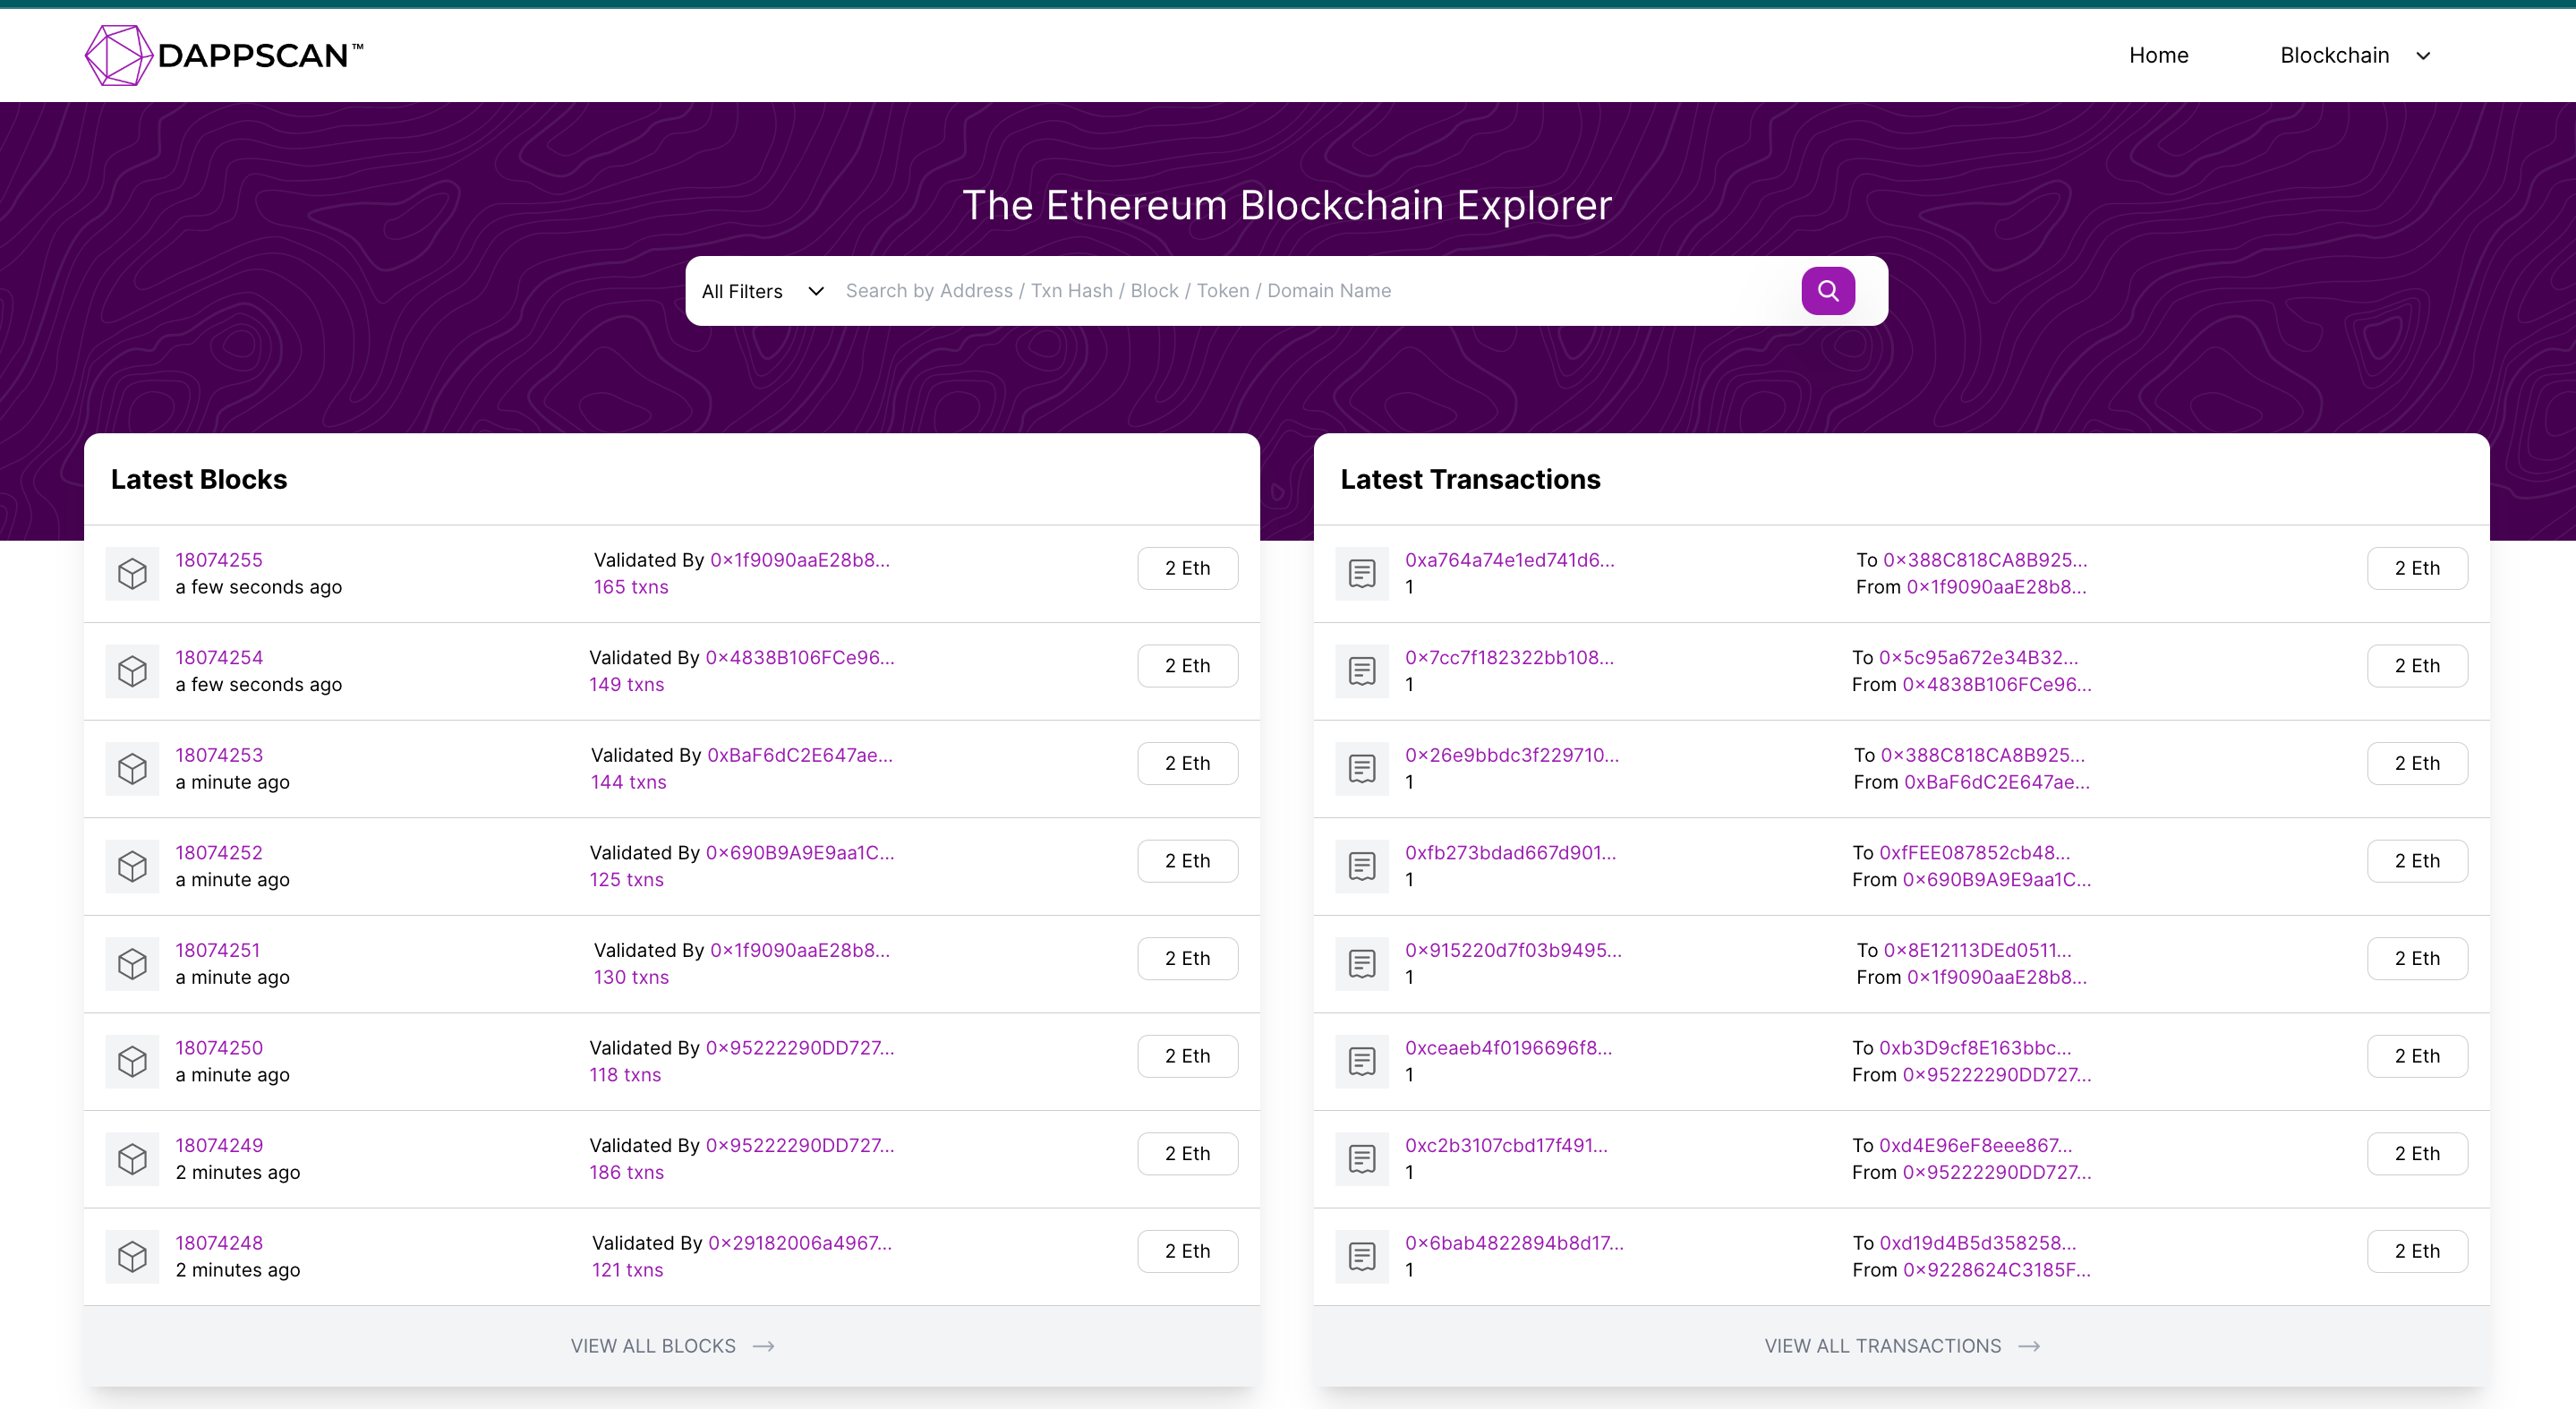 DAPPSCAN™
Home
Blockchain
The Ethereum Blockchain Explorer
All Filters
Search by Address / Txn Hash / Block / Token / Domain Name
Latest Blocks
18074255
a few seconds ago
Validated By 0x1f9090aaE28b8...
165 txns
2 Eth
18074254
a few seconds ago
Validated By 0x4838B106FCe96...
149 txns
2 Eth
18074253
a minute ago
Validated By 0xBaF6dC2E647ae...
144 txns
2 Eth
18074252
a minute ago
Validated By 0x690B9A9E9aa1C...
125 txns
2 Eth
18074251
a minute ago
Validated By 0x1f9090aaE28b8...
130 txns
2 Eth
18074250
a minute ago
Validated By 0x95222290DD727...
118 txns
2 Eth
18074249
2 minutes ago
Validated By 0x95222290DD727...
186 txns
2 Eth
18074248
2 minutes ago
Validated By 0x29182006a4967...
121 txns
2 Eth
VIEW ALL BLOCKS
Latest Transactions
0xa764a74e1ed741d6...
1
To 0x388C818CA8B925...
From 0x1f9090aaE28b8...
2 Eth
0x7cc7f182322bb108...
1
To 0x5c95a672e34B32...
From 0x4838B106FCe96...
2 Eth
0x26e9bbdc3f229710...
1
To 0x388C818CA8B925...
From 0xBaF6dC2E647ae...
2 Eth
0xfb273bdad667d901...
1
To 0xfFEE087852cb48...
From 0x690B9A9E9aa1C...
2 Eth
0x915220d7f03b9495...
1
To 0x8E12113DEd0511...
From 0x1f9090aaE28b8...
2 Eth
0xceaeb4f0196696f8...
1
To 0xb3D9cf8E163bbc...
From 0x95222290DD727...
2 Eth
0xc2b3107cbd17f491...
1
To 0xd4E96eF8eee867...
From 0x95222290DD727...
2 Eth
0x6bab4822894b8d17...
1
To 0xd19d4B5d358258...
From 0x9228624C3185F...
2 Eth
VIEW ALL TRANSACTIONS